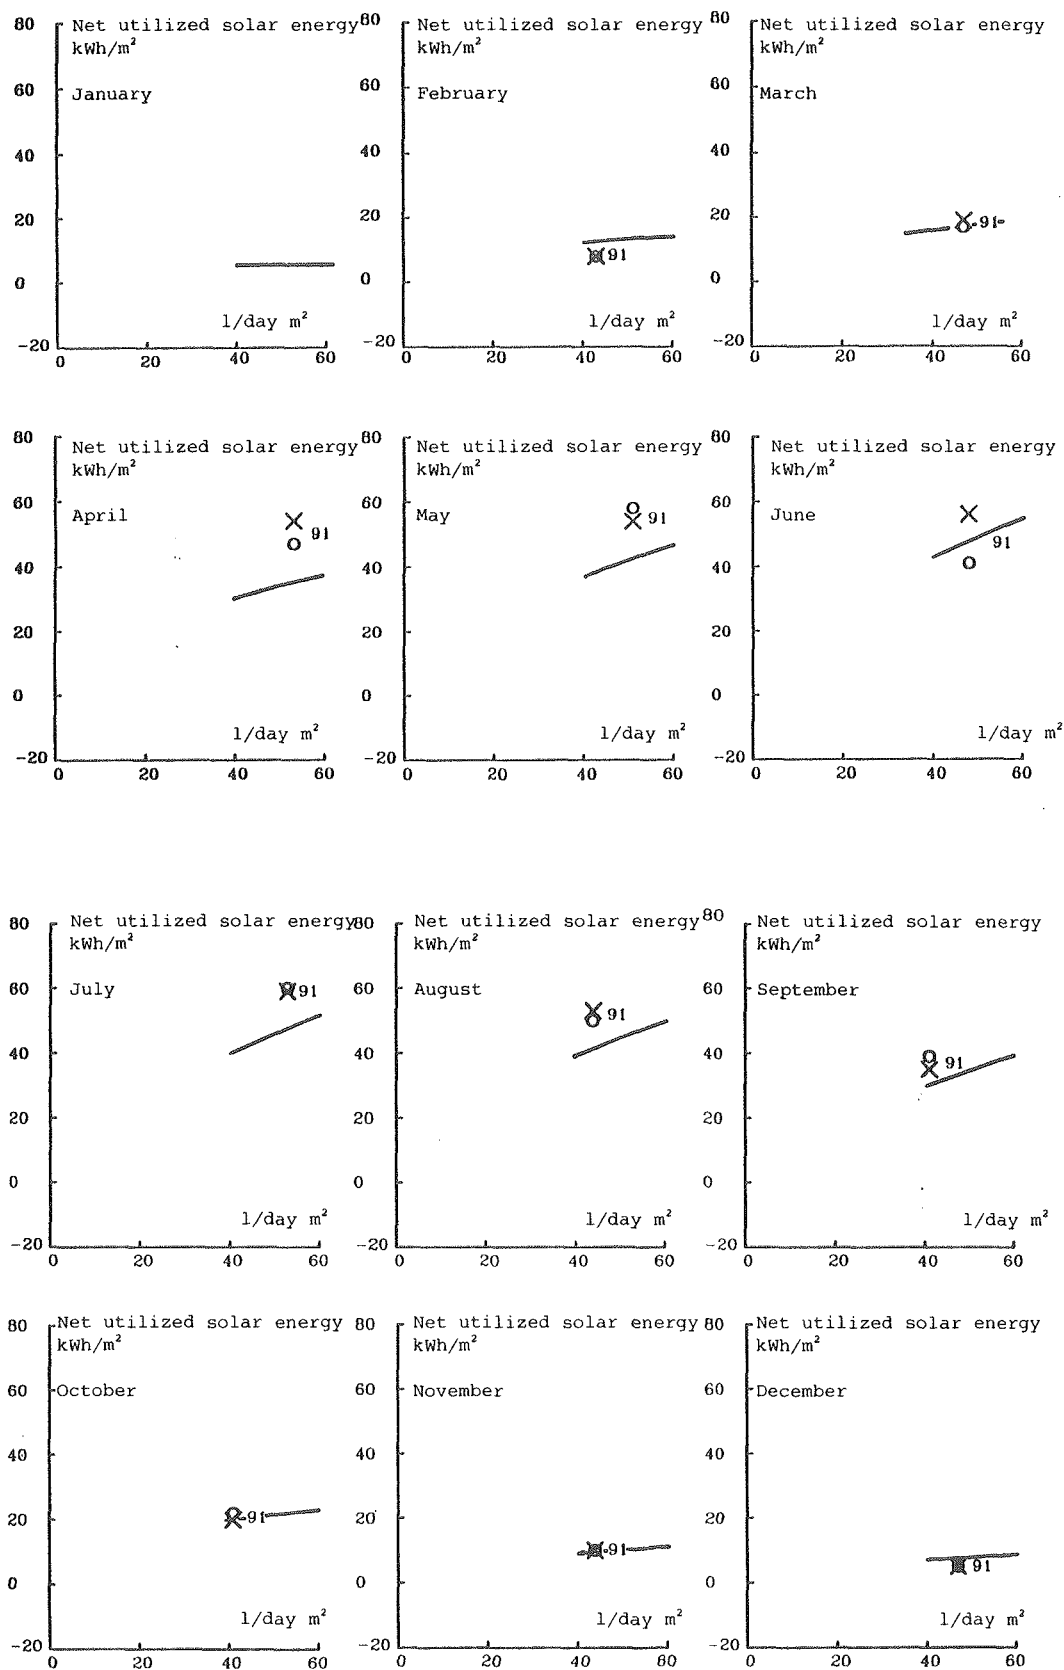 80 Net utilized solar energy
kWh/m²
60
January
40
20
0
l/day m²
-20
0 20 40 60
80 Net utilized solar energy
kWh/m²
60
February
40
20
91
0
l/day m²
-20
0 20 40 60
80 Net utilized solar energy
kWh/m²
60
March
40
20
91
0
l/day m²
-20
0 20 40 60
80 Net utilized solar energy
kWh/m²
60
April
91
40
20
0
l/day m²
-20
0 20 40 60
80 Net utilized solar energy
kWh/m²
60
May
91
40
20
0
l/day m²
-20
0 20 40 60
80 Net utilized solar energy
kWh/m²
60
June
91
40
20
0
l/day m²
-20
0 20 40 60
80 Net utilized solar energy
kWh/m²
60
July
91
40
20
0
l/day m²
-20
0 20 40 60
80 Net utilized solar energy
kWh/m²
60
August
91
40
20
0
l/day m²
-20
0 20 40 60
80 Net utilized solar energy
kWh/m²
60
September
40
91
20
0
l/day m²
-20
0 20 40 60
80 Net utilized solar energy
kWh/m²
60
October
40
20
91
0
l/day m²
-20
0 20 40 60
80 Net utilized solar energy
kWh/m²
60
November
40
20
91
0
l/day m²
-20
0 20 40 60
80 Net utilized solar energy
kWh/m²
60
December
40
20
91
0
l/day m²
-20
0 20 40 60